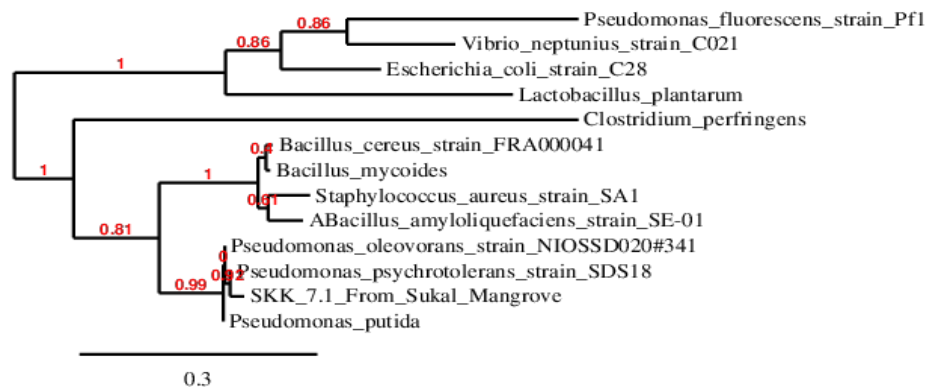 0.86
Pseudomonas_fluorescens_strain_Pf1
0.86
Vibrio_neptunius_strain_C021
1
Escherichia_coli_strain_C28
Lactobacillus_plantarum
Clostridium_perfringens
Bacillus_cereus_strain_FRA000041
1
1
Bacillus_mycoides
Staphylococcus_aureus_strain_SA1
ABacillus_amyloliquefaciens_strain_SE-01
0.81
Pseudomonas_oleovorans_strain_NIOSSD020#341
0
Pseudomonas_psychrotolerans_strain_SDS18
0.99
SKK_7.1_From_Sukal_Mangrove
Pseudomonas_putida
0.3